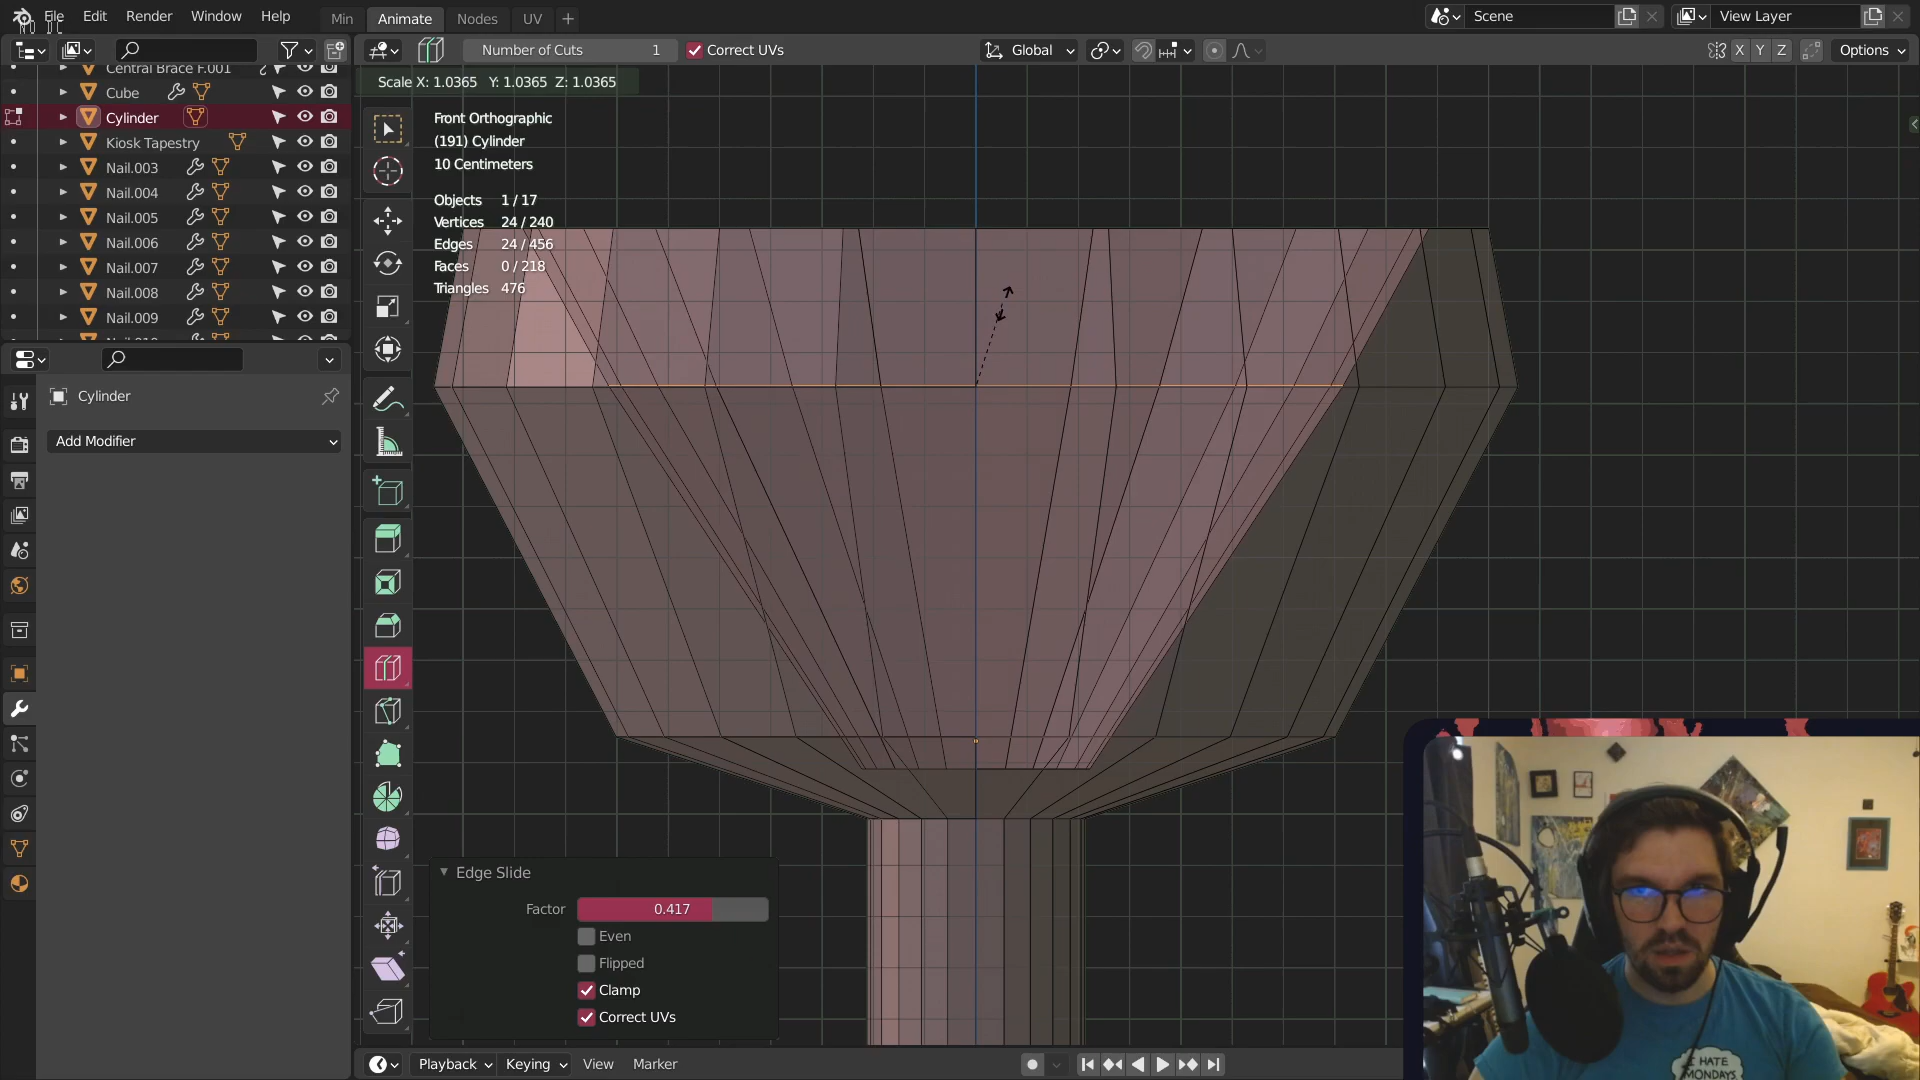 File Edit Render Window Help Min Animate Nodes UV Scene View Layer
Number of Cuts 1 Correct UVs Global X Y Z Options
Scale X: 1.0365 Y: 1.0365 Z: 1.0365
Central Brace F.001
Cube
Cylinder
Kiosk Tapestry
Nail.003
Nail.004
Nail.005
Nail.006
Nail.007
Nail.008
Nail.009
Front Orthographic
(191) Cylinder
10 Centimeters
Objects 1 / 17
Vertices 24 / 240
Edges 24 / 456
Faces 0 / 218
Triangles 476
Cylinder
Add Modifier
Edge Slide
Factor 0.417
Even
Flipped
Clamp
Correct UVs
Playback Keying View Marker
I HATE
MONDAYS